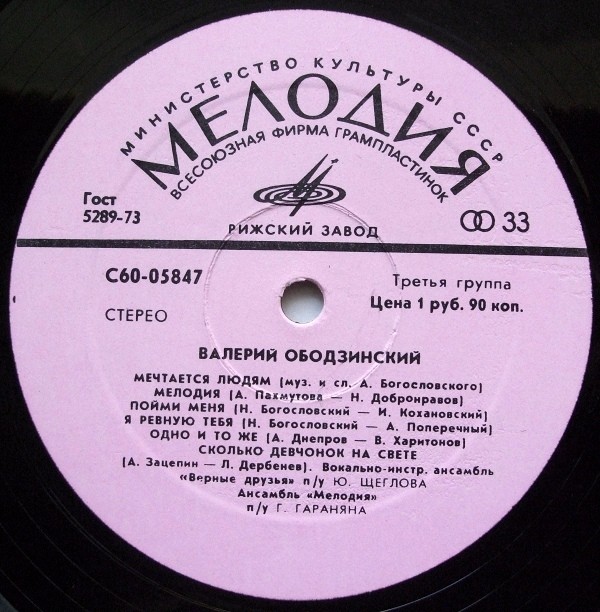 МИНИСТЕРСТВО КУЛЬТУРЫ СССР
МЕЛОДИЯ
ВСЕСОЮЗНАЯ ФИРМА ГРАМПЛАСТИНОК
Гост
5289-73
33
РИЖСКИЙ ЗАВОД
С60-05847
Третья группа
Цена 1 руб. 90 коп.
СТЕРЕО
ВАЛЕРИЙ ОБОДЗИНСКИЙ
МЕЧТАЕТСЯ ЛЮДЯМ (муз. и сл. А. Богословского)
МЕЛОДИЯ (А. Пахмутова — Н. Добронравов)
ПОЙМИ МЕНЯ (Н. Богословский — И. Кохановский)
Я РЕВНУЮ ТЕБЯ (Н. Богословский — А. Поперечный)
ОДНО И ТО ЖЕ (А. Днепров — В. Харитонов)
СКОЛЬКО ДЕВЧОНОК НА СВЕТЕ
(А. Зацепин — Л. Дербенев). Вокально-инстр. ансамбль
«Верные друзья» п/у Ю. ЩЕГЛОВА
Ансамбль «Мелодия»
п/у Г. ГАРАНЯНА